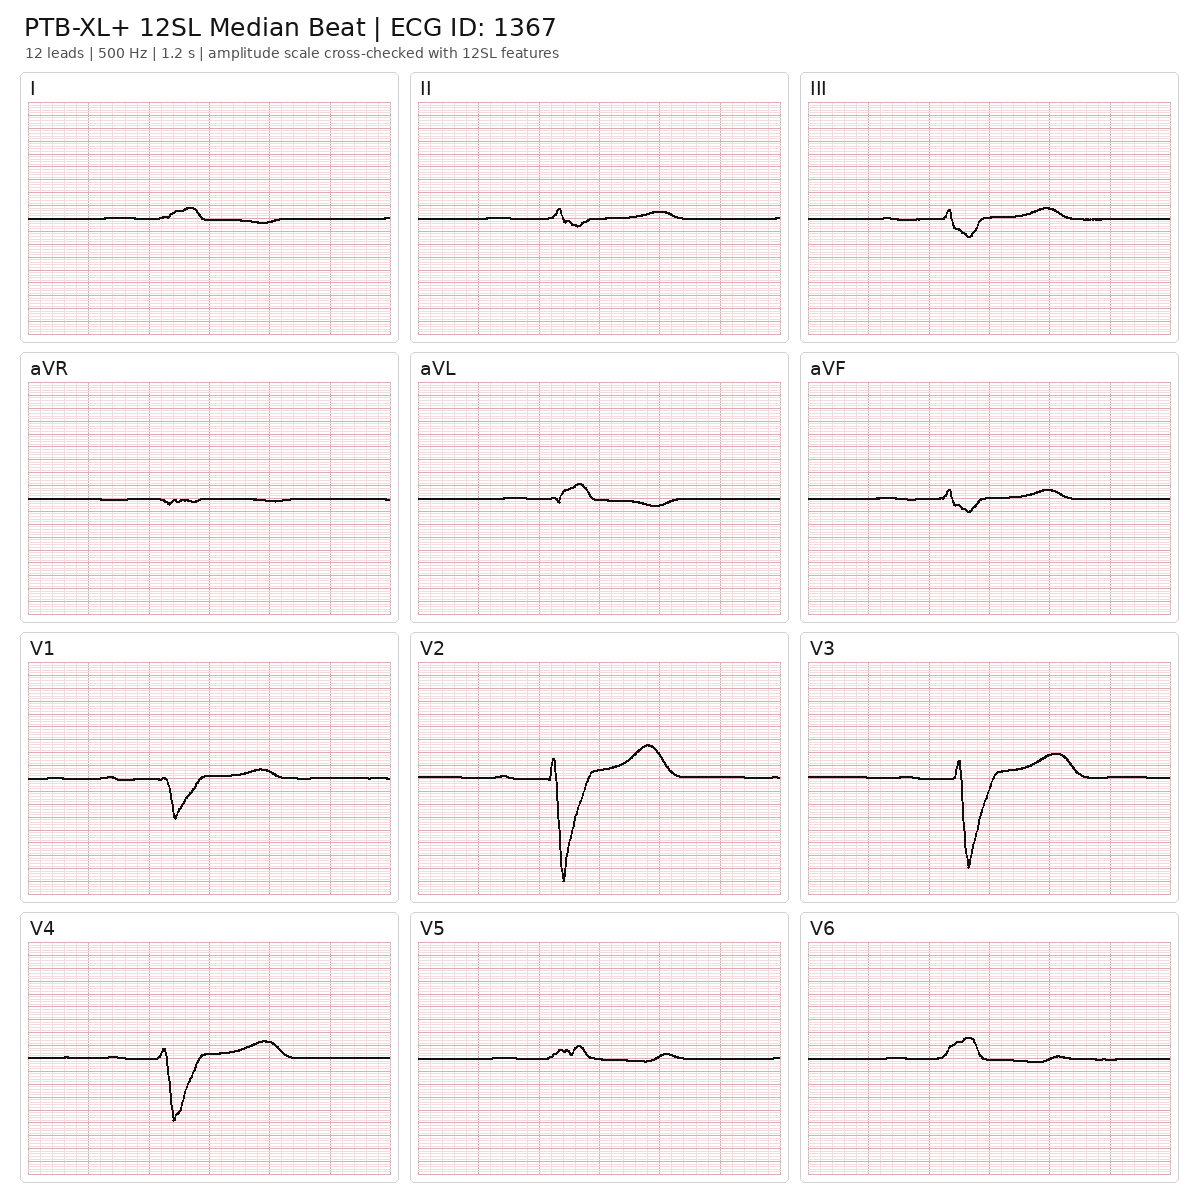 PTB-XL+ 12SL Median Beat | ECG ID: 1367
12 leads | 500 Hz | 1.2 s | amplitude scale cross-checked with 12SL features
I
II
III
aVR
aVL
aVF
V1
V2
V3
V4
V5
V6